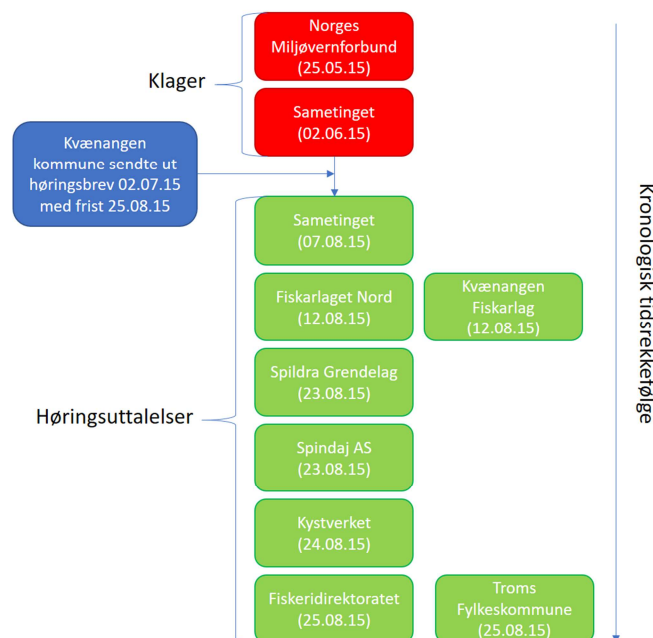 Norges
Miljøvernforbund
(25.05.15)
Klager
Sametinget
(02.06.15)
Kvænangen
kommune sendte ut
høringsbrev 02.07.15
med frist 25.08.15
Sametinget
(07.08.15)
Fiskarlaget Nord
(12.08.15)
Kvænangen
Fiskarlag
(12.08.15)
Spildra Grendelag
(23.08.15)
Høringsuttalelser
Spindaj AS
(23.08.15)
Kystverket
(24.08.15)
Fiskeridirektoratet
(25.08.15)
Troms
Fylkeskommune
(25.08.15)
Kronologisk tidsrekkefølge